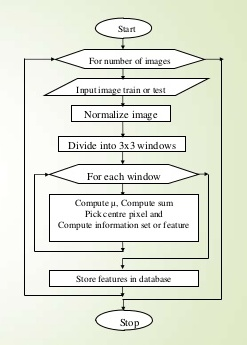 Start
For number of images
Input image train or test
Normalize image
Divide into 3x3 windows
For each window
Compute μ, Compute sum
Pick centre pixel and
Compute information set or feature
Store features in database
Stop